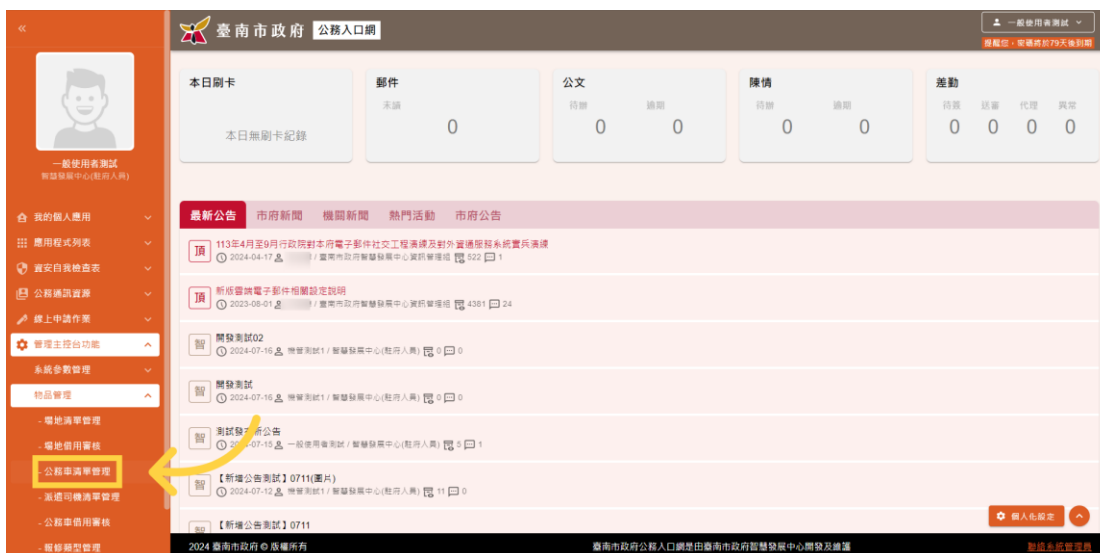 «
一般使用者測試
智慧發展中心(駐府人員)
我的個人應用
應用程式列表
資安自我檢查表
公務通訊資源
線上申請作業
管理主控台功能
系統參數管理
物品管理
- 場地清單管理
- 場地借用審核
- 公務車清單管理
- 派遣司機清單管理
- 公務車借用審核
- 報修類型管理
臺南市政府 公務入口網
一般使用者測試
提醒您，密碼將於79天後到期
本日刷卡
本日無刷卡紀錄
郵件
未讀
0
公文
待辦 逾期
0 0
陳情
待辦 逾期
0 0
差勤
待簽 送審 代理 異常
0 0 0 0
最新公告 市府新聞 機關新聞 熱門活動 市府公告
頂 113年4月至9月行政院對本府電子郵件社交工程演練及對外資通服務系統實兵演練
2024-04-17 / 臺南市政府智慧發展中心資訊管理組 522 1
頂 新版雲端電子郵件相關設定說明
2023-08-01 / 臺南市政府智慧發展中心資訊管理組 4381 24
智 開發測試02
2024-07-16 機管測試1 / 智慧發展中心(駐府人員) 0 0
智 開發測試
2024-07-16 機管測試1 / 智慧發展中心(駐府人員) 0 0
智 測試發布新公告
2024-07-15 一般使用者測試 / 智慧發展中心(駐府人員) 5 1
智 【新增公告測試】0711(圖片)
2024-07-12 機管測試1 / 智慧發展中心(駐府人員) 11 0
智 【新增公告測試】0711
個人化設定
2024 臺南市政府 © 版權所有 臺南市政府公務入口網是由臺南市政府智慧發展中心開發及維護 聯絡系統管理員